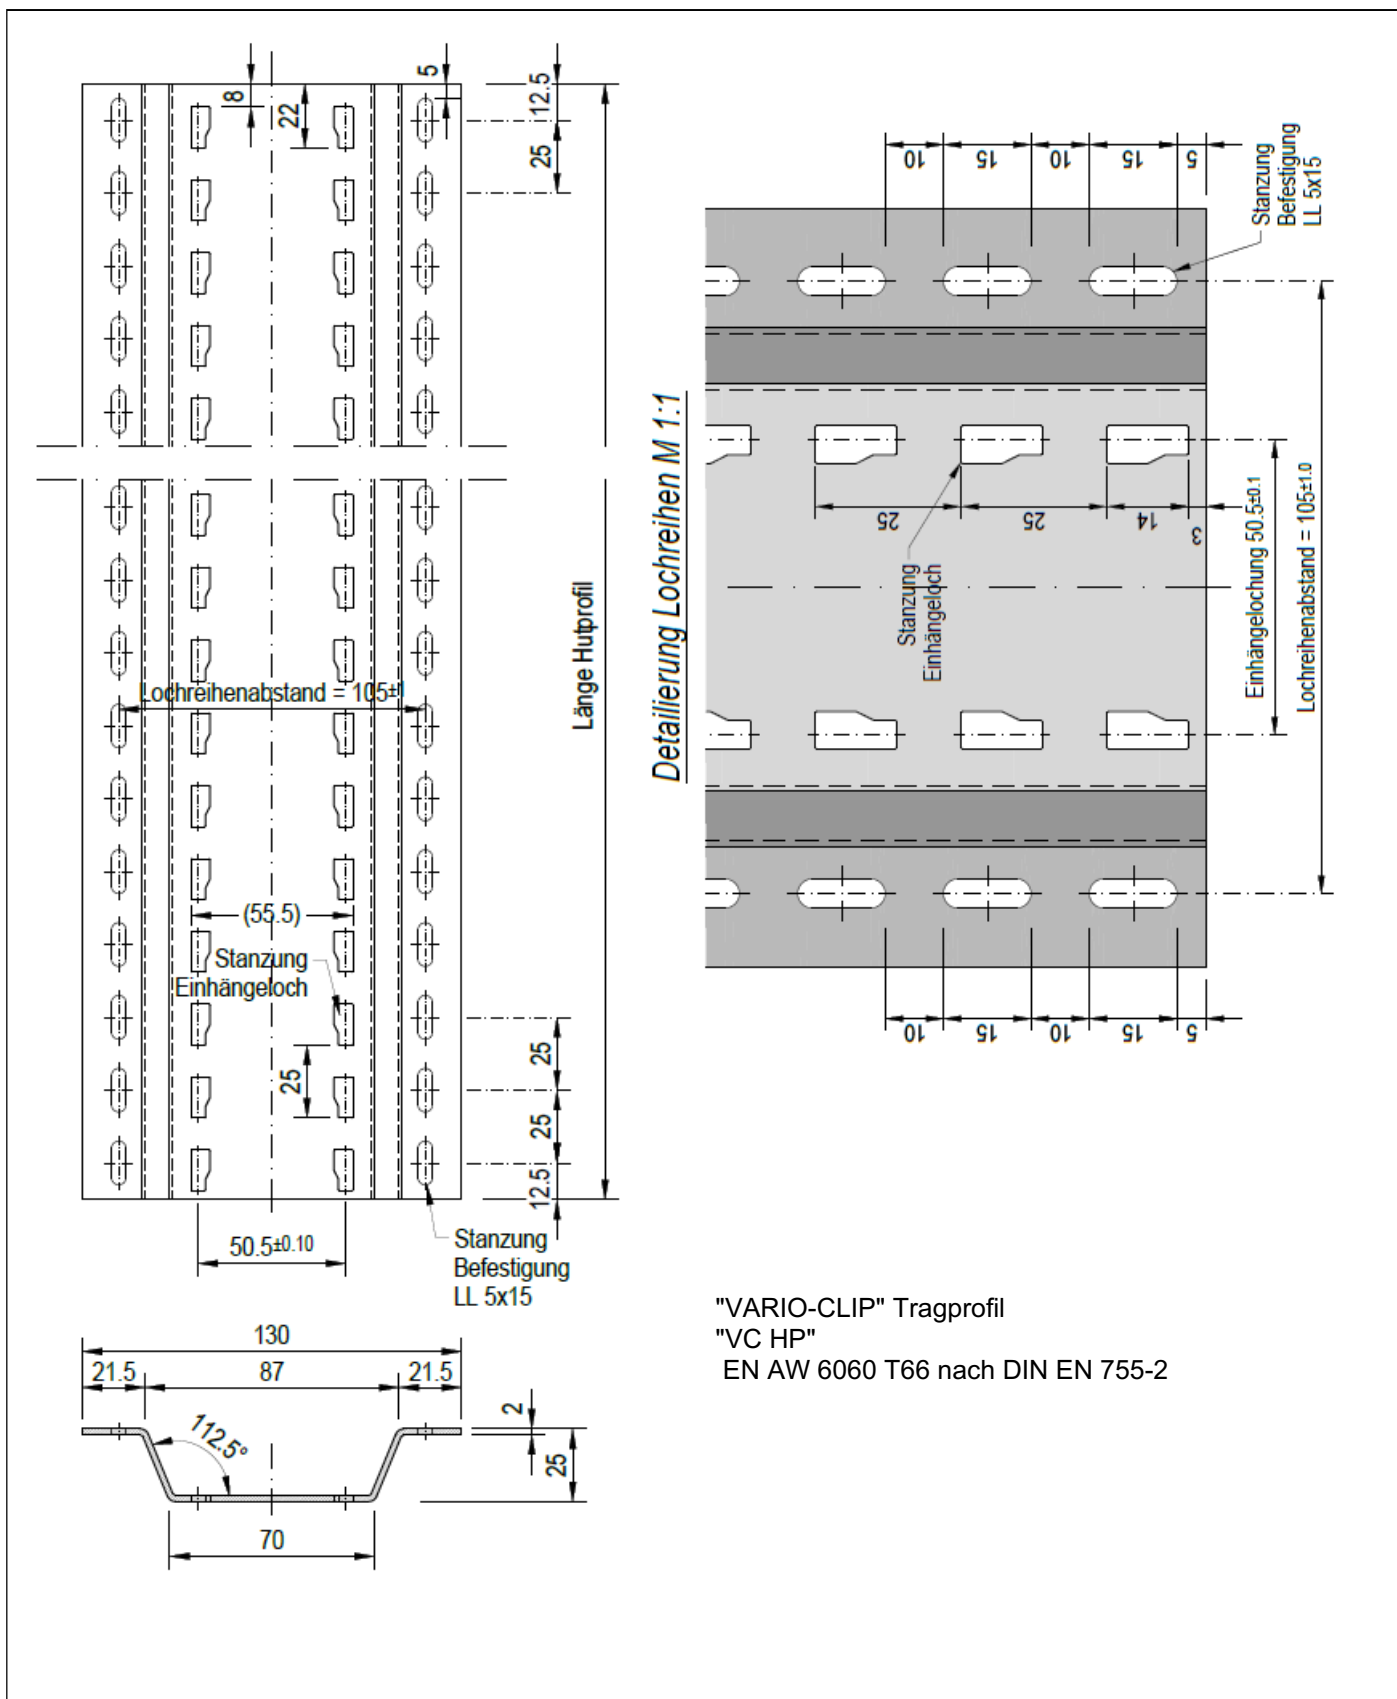 5
8
22
12.5
25
Länge Hutprofil
Lochreihenabstand = 105±1
(55.5)
Stanzung
Einhängeloch
25
25
25
12.5
50.5±0.10
Stanzung
Befestigung
LL 5x15
130
21.5
87
21.5
112.5°
2
25
70
Detailierung Lochreihen M 1:1
10
15
10
15
5
Stanzung
Befestigung
LL 5x15
25
25
14
3
Stanzung
Einhängeloch
Einhängelochung 50.5±0.1
Lochreihenabstand = 105±1.0
10
15
10
15
5
"VARIO-CLIP" Tragprofil
"VC HP"
EN AW 6060 T66 nach DIN EN 755-2